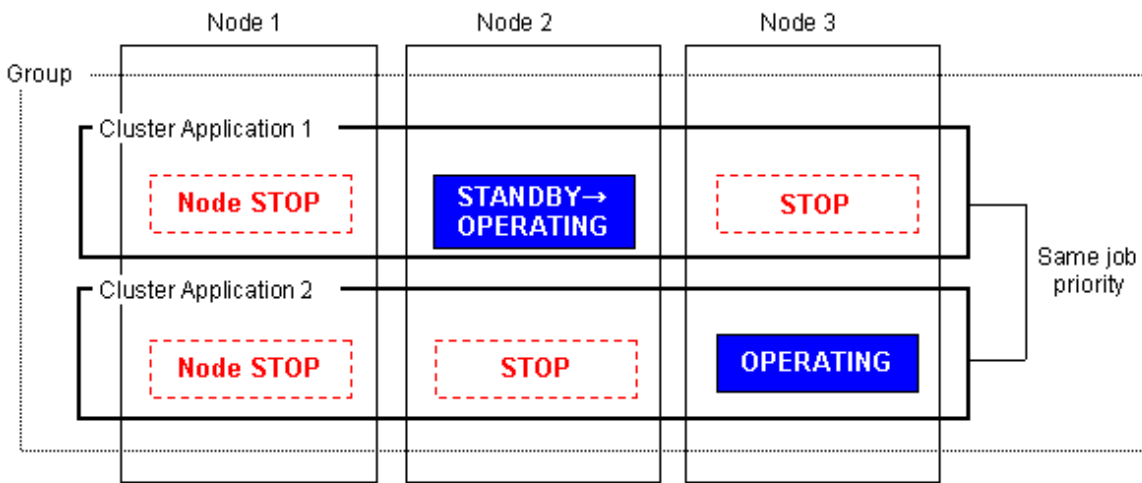 Node 1 Node 2 Node 3
Group
Cluster Application 1
Node STOP STANDBY→ STOP
OPERATING
Same job
priority
Cluster Application 2
Node STOP STOP OPERATING